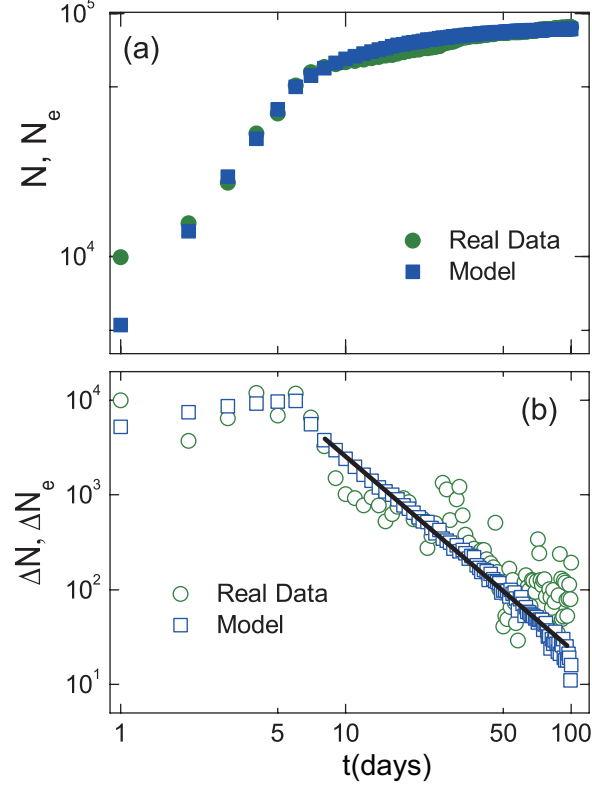 10^5
(a)
N, N_e
Real Data
10^4
Model
10^4
(b)
10^3
ΔN, ΔN_e
10^2
Real Data
Model
10^1
1 5 10 50 100
t(days)